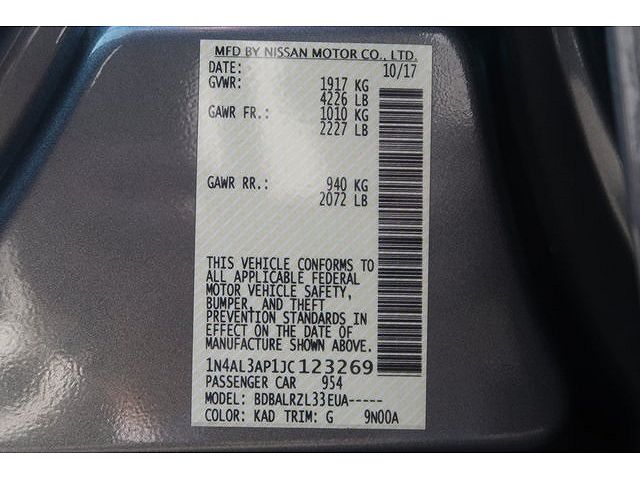 MFD BY NISSAN MOTOR CO., LTD.
DATE: 10/17
GVWR: 1917 KG
4226 LB
GAWR FR.: 1010 KG
2227 LB
GAWR RR.: 940 KG
2072 LB
THIS VEHICLE CONFORMS TO
ALL APPLICABLE FEDERAL
MOTOR VEHICLE SAFETY,
BUMPER, AND THEFT
PREVENTION STANDARDS IN
EFFECT ON THE DATE OF
MANUFACTURE SHOWN ABOVE.
1N4AL3AP1JC123269
PASSENGER CAR 954
MODEL: BDBALRZL33EUA-----
COLOR: KAD TRIM: G 9N00A